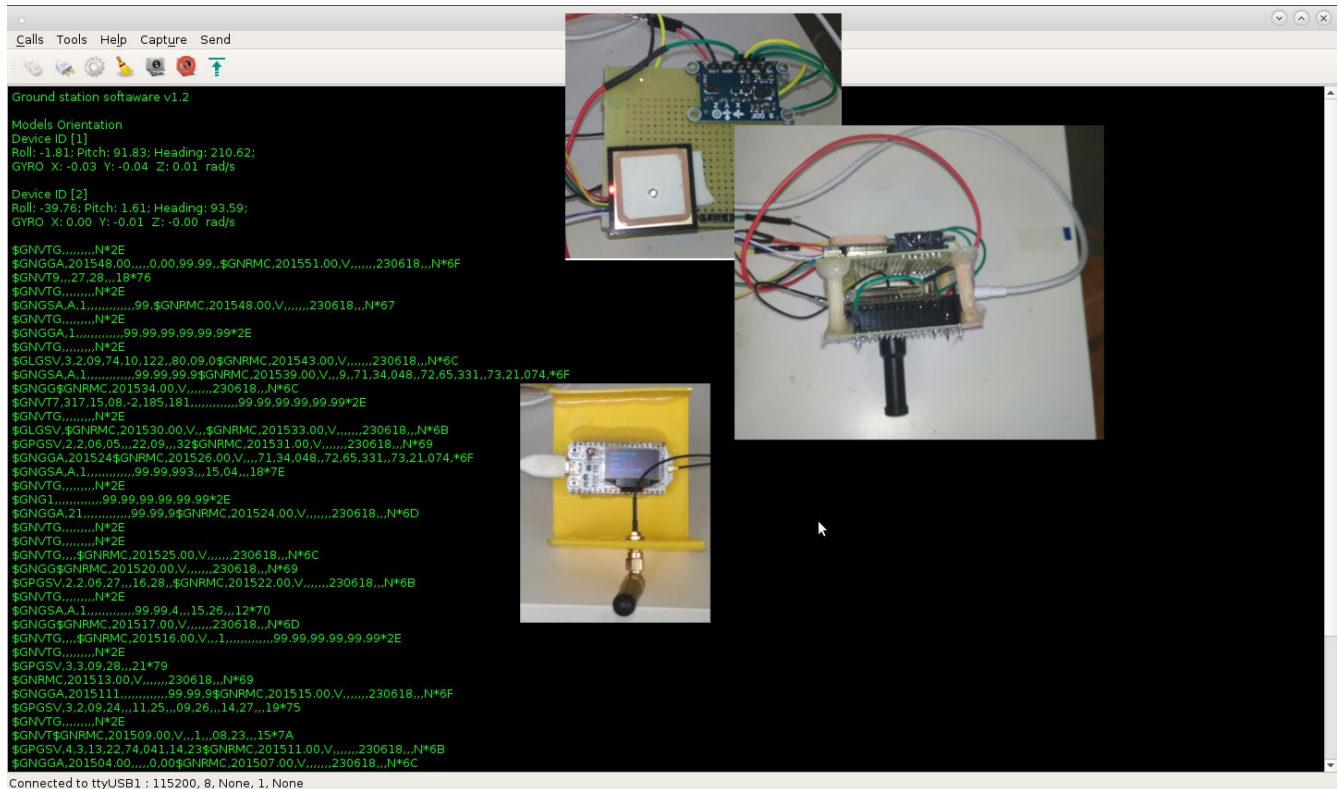 Calls Tools Help Capture Send
Ground station softaware v1.2
Models Orientation
Device ID [1]
Roll: -1.81; Pitch: 91.83; Heading: 210.62;
GYRO X: -0.03 Y: -0.04 Z: 0.01 rad/s
Device ID [2]
Roll: -39.76; Pitch: 1.61; Heading: 93.59;
GYRO X: 0.00 Y: -0.01 Z: -0.00 rad/s
$GNVTG,,,,,,,,,N*2E
$GNGGA,201548.00,,,,,0,00,99.99,,$GNRMC,201551.00,V,,,,,,,230618,,,N*6F
$GNVT9,,,27,28,,,18*76
$GNVTG,,,,,,,,,N*2E
$GNGSA,A,1,,,,,,,,,,,,,99.$GNRMC,201548.00,V,,,,,,,230618,,,N*67
$GNVTG,,,,,,,,,N*2E
$GNGGA,1,,,,,,,,,,,,,99.99,99.99,99.99*2E
$GNVTG,,,,,,,,,N*2E
$GLGSV,3,2,09,74,10,122,,80,09,0$GNRMC,201543.00,V,,,,,,,230618,,,N*6C
$GNGSA,A,1,,,,,,,,,,,,,99.99,99.9$GNRMC,201539.00,V,,,9,,71,34,048,,72,65,331,,73,21,074,*6F
$GNGG$GNRMC,201534.00,V,,,,,,,230618,,,N*6C
$GNVT7,317,15,08,-2,185,181,,,,,,,,,,,,,99.99,99.99,99.99*2E
$GNVTG,,,,,,,,,N*2E
$GLGSV,$GNRMC,201530.00,V,,,$GNRMC,201533.00,V,,,,,,,230618,,,N*6B
$GPGSV,2,2,06,05,,,22,09,,,32$GNRMC,201531.00,V,,,,,,,230618,,,N*69
$GNGGA,201524$GNRMC,201526.00,V,,,,71,34,048,,72,65,331,,73,21,074,*6F
$GNGSA,A,1,,,,,,,,,,,,,99.99,993,,,15,04,,,18*7E
$GNVTG,,,,,,,,,N*2E
$GNG1,,,,,,,,,,,,,99.99,99.99,99.99*2E
$GNGGA,21,,,,,,,,,,,,,99.99,9$GNRMC,201524.00,V,,,,,,,230618,,,N*6D
$GNVTG,,,,,,,,,N*2E
$GNVTG,,,,,,,,,N*2E
$GNVTG,,,,$GNRMC,201525.00,V,,,,,,,230618,,,N*6C
$GNGG$GNRMC,201520.00,V,,,,,,,230618,,,N*69
$GPGSV,2,2,06,27,,,16,28,,$GNRMC,201522.00,V,,,,,,,230618,,,N*6B
$GNVTG,,,,,,,,,N*2E
$GNGSA,A,1,,,,,,,,,,,,,99.99,4,,,15,26,,,12*70
$GNGG$GNRMC,201517.00,V,,,,,,,230618,,,N*6D
$GNVTG,,,,$GNRMC,201516.00,V,,,1,,,,,,,,,,,,,99.99,99.99,99.99*2E
$GNVTG,,,,,,,,,N*2E
$GPGSV,3,3,09,28,,,21*79
$GNRMC,201513.00,V,,,,,,,230618,,,N*69
$GNGGA,2015111,,,,,,,,,,,,,99.99,9$GNRMC,201515.00,V,,,,,,,230618,,,N*6F
$GPGSV,3,2,09,24,,,11,25,,,09,26,,,14,27,,,19*75
$GNVTG,,,,,,,,,N*2E
$GNVT$GNRMC,201509.00,V,,,1,,,08,23,,,15*7A
$GPGSV,4,3,13,22,74,041,14,23$GNRMC,201511.00,V,,,,,,,230618,,,N*6B
$GNGGA,201504.00,,,,,0,00$GNRMC,201507.00,V,,,,,,,230618,,,N*6C
Connected to ttyUSB1 : 115200, 8, None, 1, None